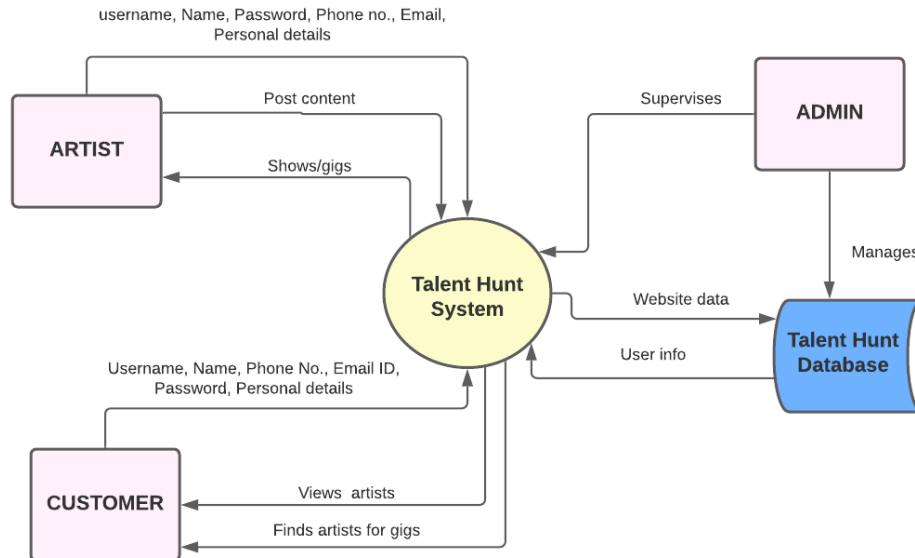 username, Name, Password, Phone no., Email,
Personal details
Post content
Supervises
ADMIN
ARTIST
Shows/gigs
Manages
Talent Hunt
System
Website data
Talent Hunt
Database
User info
Username, Name, Phone No., Email ID,
Password, Personal details
CUSTOMER
Views artists
Finds artists for gigs